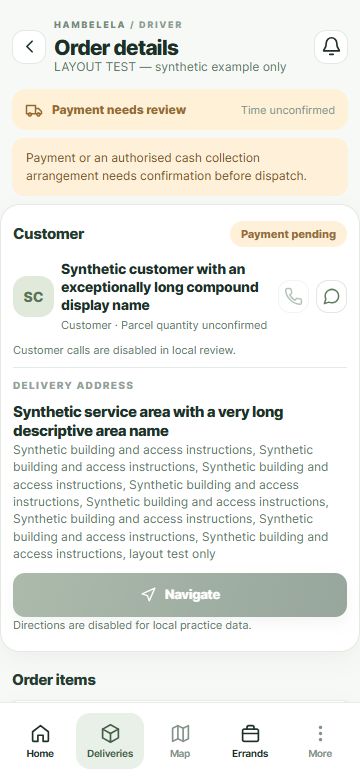 HAMBELELA / DRIVER
Order details
LAYOUT TEST — synthetic example only
Payment needs review
Time unconfirmed
Payment or an authorised cash collection
arrangement needs confirmation before dispatch.
Customer
Payment pending
SC
Synthetic customer with an
exceptionally long compound
display name
Customer · Parcel quantity unconfirmed
Customer calls are disabled in local review.
DELIVERY ADDRESS
Synthetic service area with a very long
descriptive area name
Synthetic building and access instructions, Synthetic
building and access instructions, Synthetic building and
access instructions, Synthetic building and access
instructions, Synthetic building and access instructions,
Synthetic building and access instructions, Synthetic
building and access instructions, Synthetic building and
access instructions, layout test only
Navigate
Directions are disabled for local practice data.
Order items
Home
Deliveries
Map
Errands
More